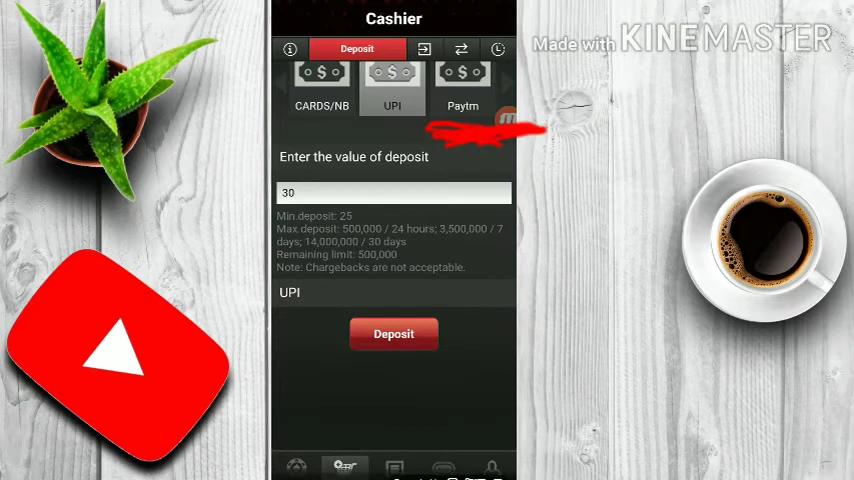 Cashier
Made with KINEMASTER
Deposit
CARDS/NB
UPI
Paytm
Enter the value of deposit
30
Min.deposit: 25
Max.deposit: 500,000 / 24 hours; 3,500,000 / 7
days; 14,000,000 / 30 days
Remaining limit: 500,000
Note: Chargebacks are not acceptable.
UPI
Deposit